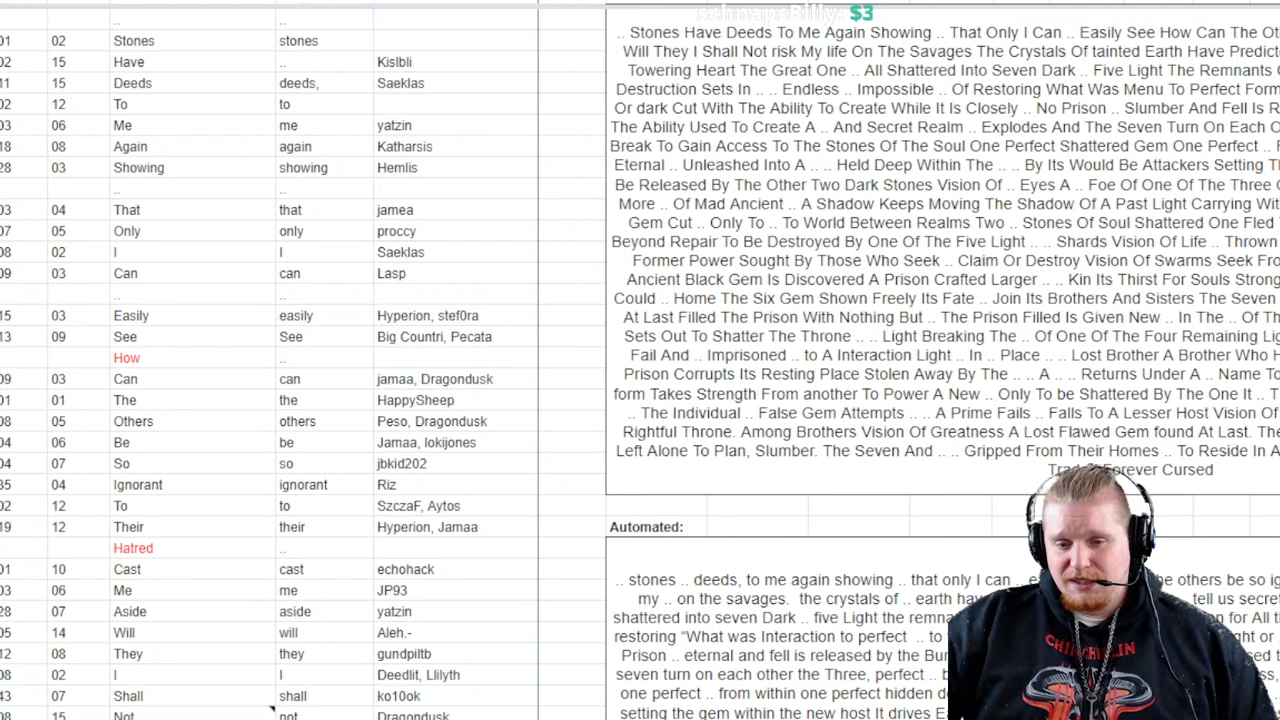 schnapsBilly: $3
.. ..
01 02 Stones stones
02 15 Have .. Kislbli
11 15 Deeds deeds, Saeklas
02 12 To to
03 06 Me me yatzin
18 08 Again again Katharsis
28 03 Showing showing Hemlis
.. ..
03 04 That that jamea
07 05 Only only proccy
08 02 I I Saeklas
09 03 Can can Lasp
.. ..
15 03 Easily easily Hyperion, stef0ra
13 09 See See Big Countri, Pecata
How ..
09 03 Can can jamaa, Dragondusk
01 01 The the HappySheep
08 05 Others others Peso, Dragondusk
04 06 Be be Jamaa, lokijones
04 07 So so jbkid202
35 04 Ignorant ignorant Riz
02 12 To to SzczaF, Aytos
19 12 Their their Hyperion, Jamaa
Hatred ..
01 10 Cast cast echohack
03 06 Me me JP93
28 07 Aside aside yatzin
05 14 Will will Aleh.-
12 08 They they gundpiltb
08 02 I I Deedlit, Llilyth
43 07 Shall shall ko10ok
08 15 Not not Dragondusk
.. Stones Have Deeds To Me Again Showing .. That Only I Can .. Easily See How Can The
Will They I Shall Not risk My life On The Savages The Crystals Of tainted Earth Have
Towering Heart The Great One .. All Shattered Into Seven Dark .. Five Light The Remnants
Destruction Sets In .. .. Endless .. Impossible .. Of Restoring What Was Menu To Perfect
Or dark Cut With The Ability To Create While It Is Closely .. No Prison .. Slumber And Fell Is
The Ability Used To Create A .. And Secret Realm .. Explodes And The Seven Turn On Each
Break To Gain Access To The Stones Of The Soul One Perfect Shattered Gem One Perfect ..
Eternal .. Unleashed Into A ... .. Held Deep Within The ... .. By Its Would Be Attackers Setting
Be Released By The Other Two Dark Stones Vision Of .. Eyes A .. Foe Of One Of The Three
More .. Of Mad Ancient .. A Shadow Keeps Moving The Shadow Of A Past Light Carrying
Gem Cut .. Only To .. To World Between Realms Two .. Stones Of Soul Shattered One Fled
Beyond Repair To Be Destroyed By One Of The Five Light .. .. Shards Vision Of Life .. Thrown
Former Power Sought By Those Who Seek .. Claim Or Destroy Vision Of Swarms Seek
Ancient Black Gem Is Discovered A Prison Crafted Larger .. .. Kin Its Thirst For Souls
Could .. Home The Six Gem Shown Freely Its Fate .. Join Its Brothers And Sisters The Seven
At Last Filled The Prison With Nothing But .. The Prison Filled Is Given New .. In The .. Of
Sets Out To Shatter The Throne .. .. Light Breaking The .. Of One Of The Four Remaining
Fail And .. Imprisoned .. to A Interaction Light .. In .. Place .. .. Lost Brother A Brother Who
Prison Corrupts Its Resting Place Stolen Away By The .. .. A .. .. Returns Under A .. Name
form Takes Strength From another To Power A New .. Only To be Shattered By The One It ..
.. The Individual .. False Gem Attempts .. .. A Prime Fails .. Falls To A Lesser Host Vision
Rightful Throne. Among Brothers Vision Of Greatness A Lost Flawed Gem found At Last.
Left Alone To Plan, Slumber. The Seven And .. .. Gripped From Their Homes .. To Reside In
Forever Cursed
Automated:
.. stones .. deeds, to me again showing .. that only I can .. the others be so
my .. on the savages. the crystals of .. earth tell us
shattered into seven Dark .. five Light the for All
restoring “What was Interaction to perfect .. to or
Prison .. eternal and fell is released by the
seven turn on each other the Three, perfect ..
one perfect .. from within one perfect hidden
setting the gem within the new host It drives